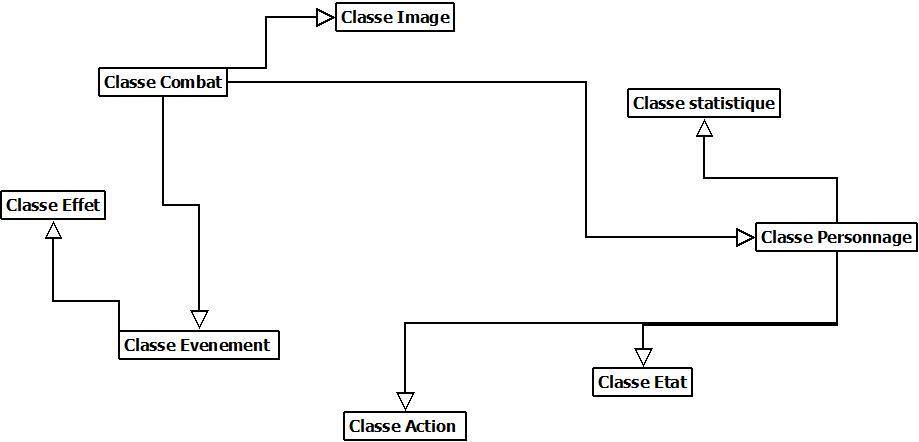 Classe Image
Classe Combat
Classe statistique
Classe Effet
Classe Personnage
Classe Evenement
Classe Etat
Classe Action